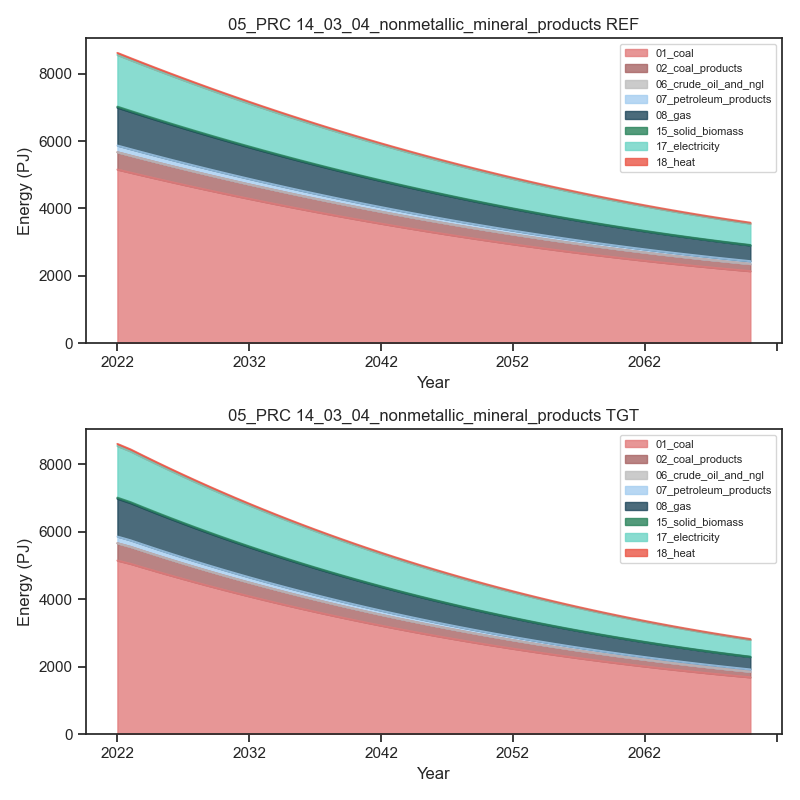 05_PRC 14_03_04_nonmetallic_mineral_products REF
01_coal
02_coal_products
06_crude_oil_and_ngl
07_petroleum_products
08_gas
15_solid_biomass
17_electricity
18_heat
Energy (PJ)
8000
6000
4000
2000
0
2022
2032
2042
2052
2062
Year
05_PRC 14_03_04_nonmetallic_mineral_products TGT
01_coal
02_coal_products
06_crude_oil_and_ngl
07_petroleum_products
08_gas
15_solid_biomass
17_electricity
18_heat
Energy (PJ)
8000
6000
4000
2000
0
2022
2032
2042
2052
2062
Year